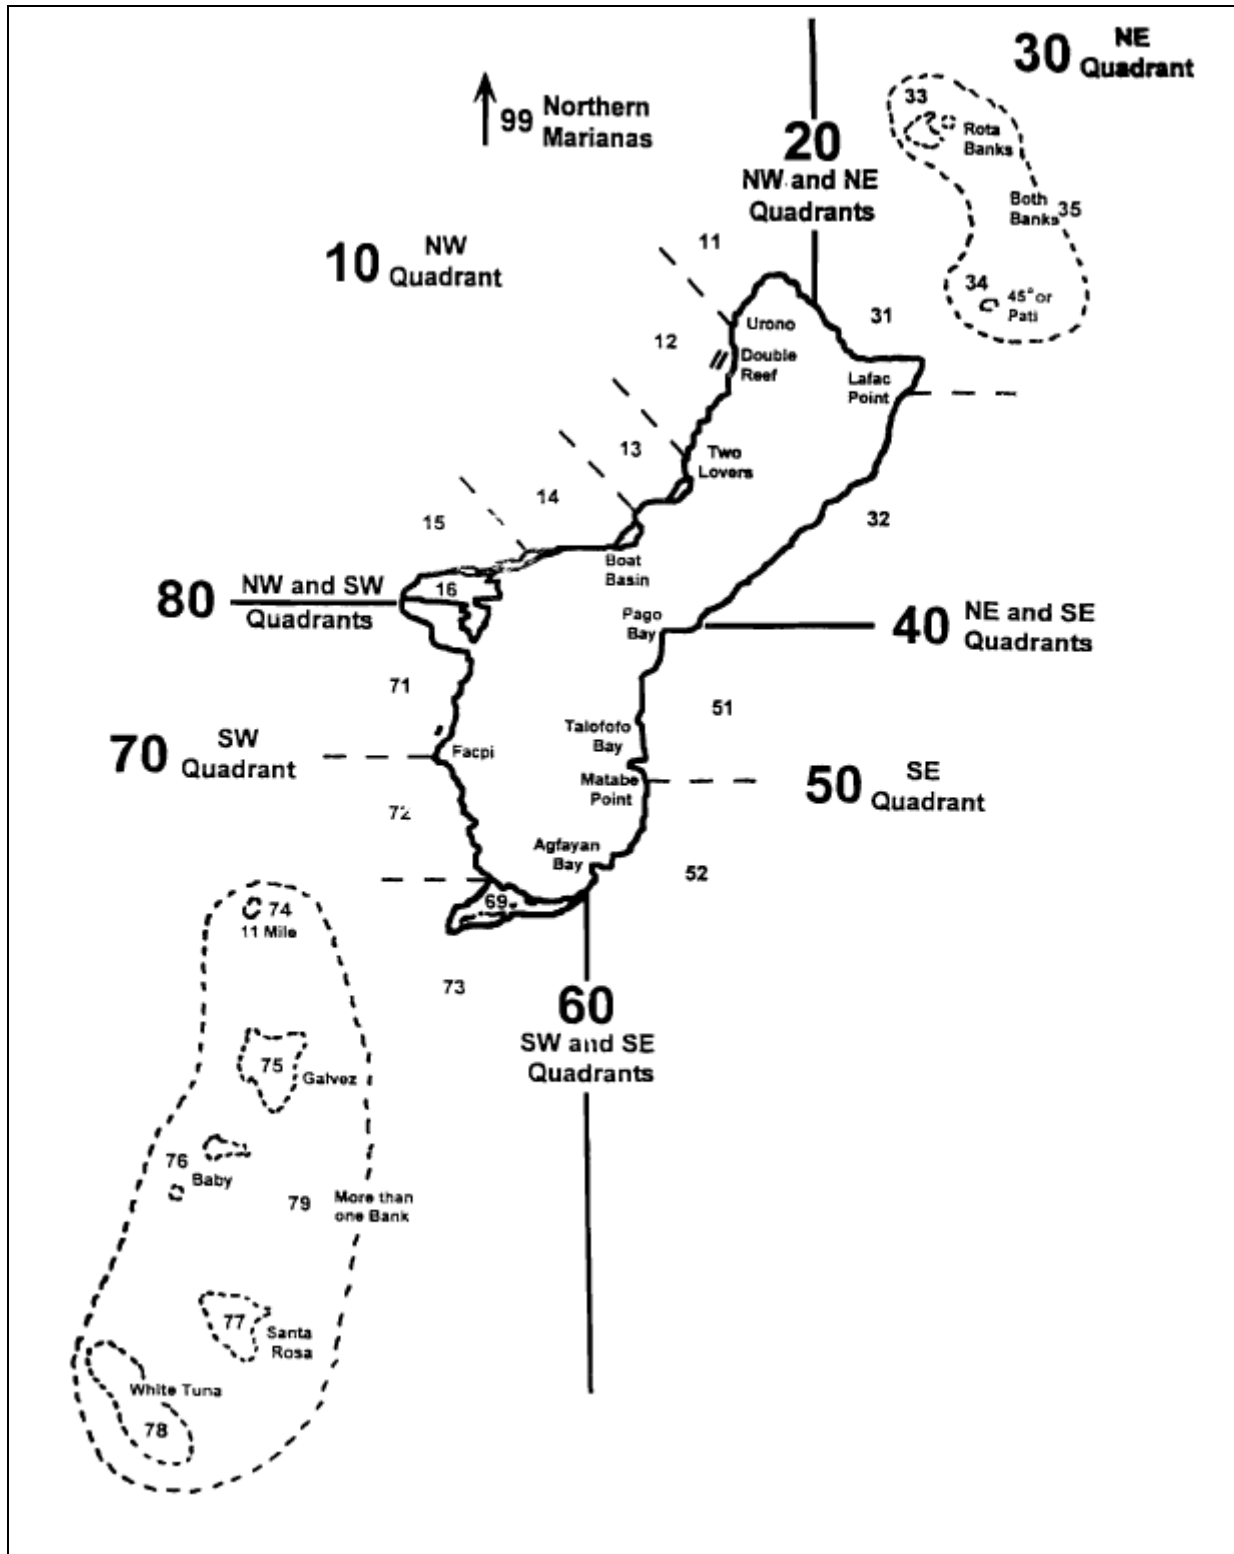 30 NE
Quadrant
33
Rota
Banks
99 Northern
Marianas
20
NW and NE
Quadrants
Both
Banks 35
10 NW
Quadrant
11
34
45° or
Pati
31
Urono
12
Double
Reef
Lafac
Point
13
Two
Lovers
14
15
32
Boat
Basin
80 NW and SW
Quadrants
16
Pago
Bay
40 NE and SE
Quadrants
71
51
Talofofo
Bay
70 SW
Quadrant
Facpi
Matabe
Point
50 SE
Quadrant
72
Agfayan
Bay
52
69
74
11 Mile
73
60
SW and SE
Quadrants
75
Galvez
76
Baby
79
More than
one Bank
77
Santa
Rosa
White Tuna
78